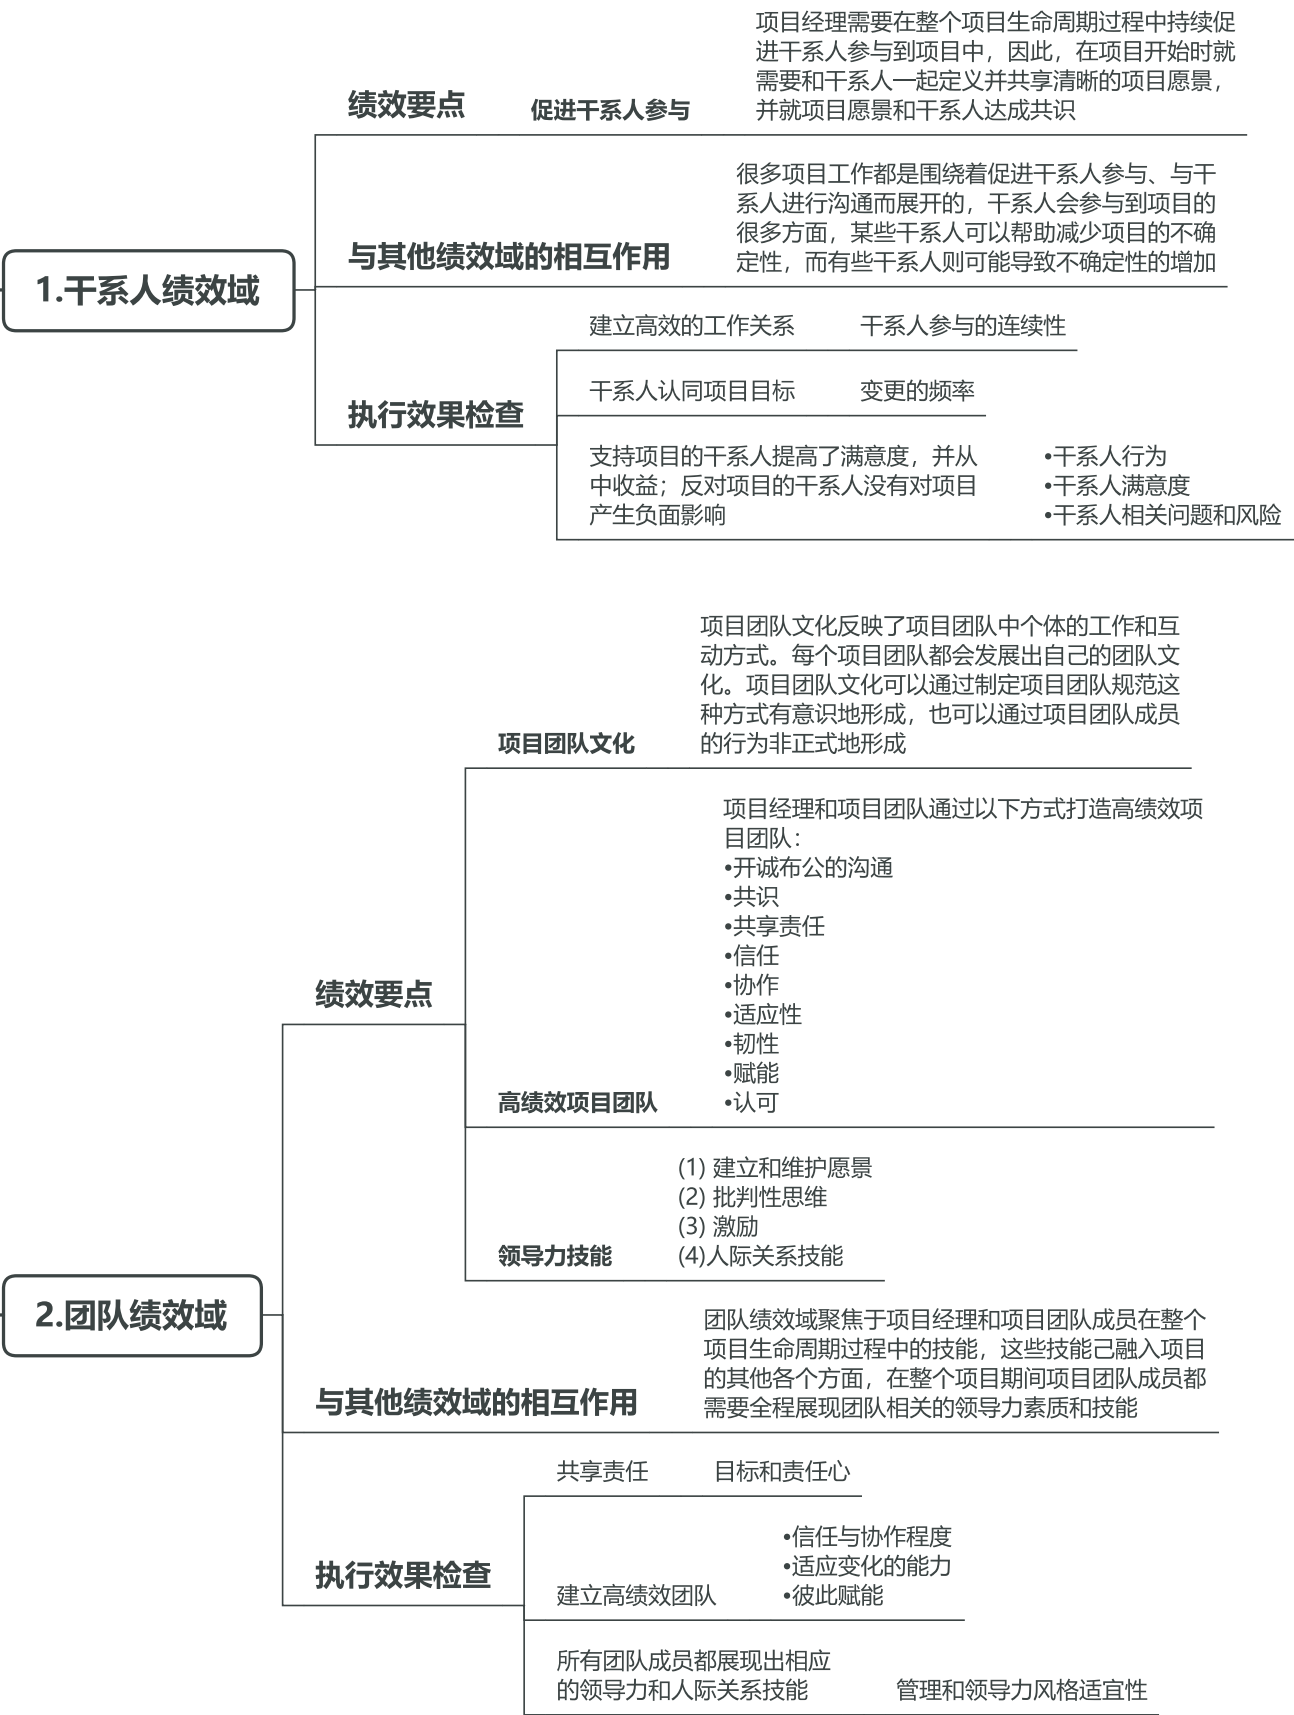 项目经理需要在整个项目生命周期过程中持续促
进干系人参与到项目中，因此，在项目开始时就
需要和干系人一起定义并共享清晰的项目愿景，
并就项目愿景和干系人达成共识
绩效要点
促进干系人参与
很多项目工作都是围绕着促进干系人参与、与干
系人进行沟通而展开的，干系人会参与到项目的
很多方面，某些干系人可以帮助减少项目的不确
定性，而有些干系人则可能导致不确定性的增加
与其他绩效域的相互作用
1.干系人绩效域
建立高效的工作关系
干系人参与的连续性
干系人认同项目目标
变更的频率
执行效果检查
支持项目的干系人提高了满意度，并从
中收益；反对项目的干系人没有对项目
产生负面影响
•干系人行为
•干系人满意度
•干系人相关问题和风险
项目团队文化反映了项目团队中个体的工作和互
动方式。每个项目团队都会发展出自己的团队文
化。项目团队文化可以通过制定项目团队规范这
种方式有意识地形成，也可以通过项目团队成员
的行为非正式地形成
项目团队文化
项目经理和项目团队通过以下方式打造高绩效项
目团队：
•开诚布公的沟通
•共识
•共享责任
•信任
•协作
•适应性
•韧性
•赋能
•认可
绩效要点
高绩效项目团队
(1) 建立和维护愿景
(2) 批判性思维
(3) 激励
(4)人际关系技能
领导力技能
2.团队绩效域
团队绩效域聚焦于项目经理和项目团队成员在整个
项目生命周期过程中的技能，这些技能己融入项目
的其他各个方面，在整个项目期间项目团队成员都
需要全程展现团队相关的领导力素质和技能
与其他绩效域的相互作用
共享责任
目标和责任心
•信任与协作程度
•适应变化的能力
•彼此赋能
执行效果检查
建立高绩效团队
所有团队成员都展现出相应
的领导力和人际关系技能
管理和领导力风格适宜性